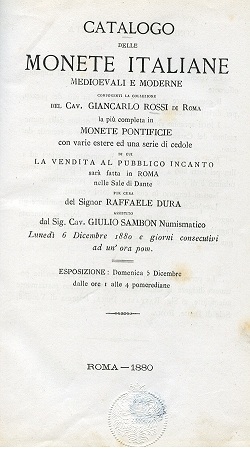 CATALOGO
DELLE
MONETE ITALIANE
MEDIOEVALI E MODERNE
COMPONENTI LA COLLEZIONE
DEL CAV. GIANCARLO ROSSI DI ROMA
la più completa in
MONETE PONTIFICIE
con varie estere ed una serie di cedole
DI CUI
LA VENDITA AL PUBBLICO INCANTO
sarà fatta in ROMA
nelle Sale di Dante
PER CURA
del Signor RAFFAELE DURA
ASSISTITO
dal Sig. CAV. GIULIO SAMBON Numismatico
Lunedì 6 Dicembre 1880 e giorni consecutivi
ad un' ora pom.
ESPOSIZIONE: Domenica 5 Dicembre
dalle ore 1 alle 4 pomeridiane
ROMA — 1880